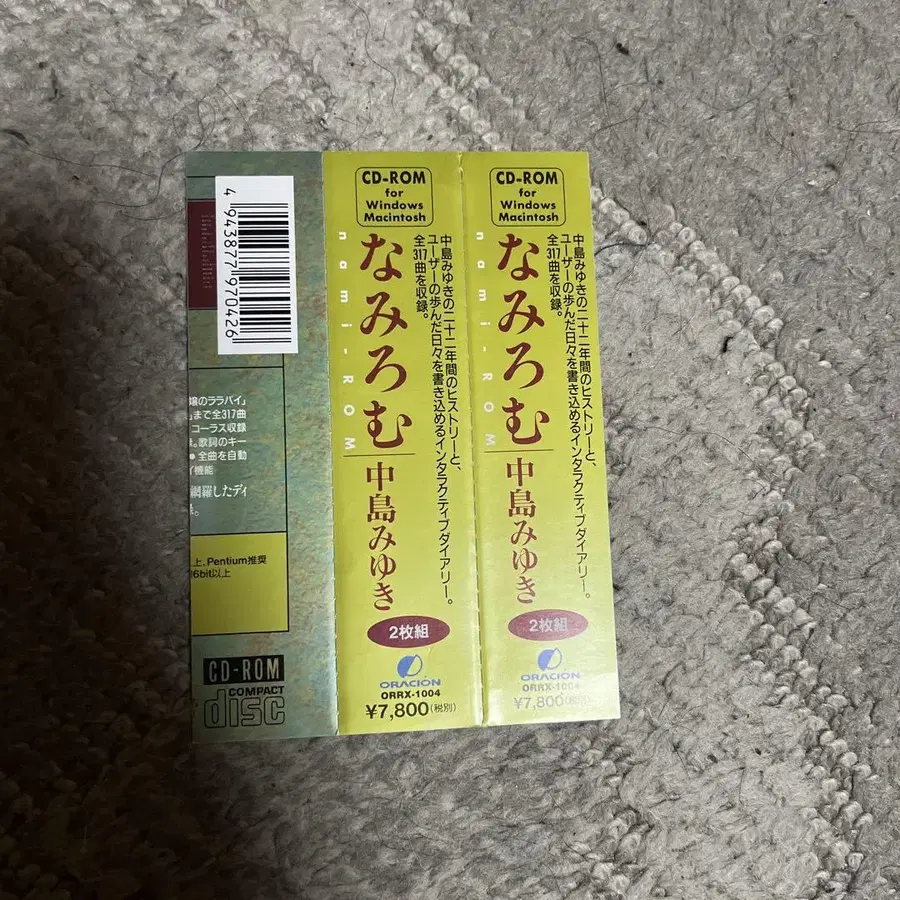 4 943877 970426
嬢のララバイ」
」まで全317曲
コーラス収録
。歌詞のキー
● 全曲を自動
イ機能
網羅したディ
。
上、Pentium推奨
16bit以上
CD-ROM
COMPACT
disc
CD-ROM
for
Windows
Macintosh
中島みゆきの二十二年間のヒストリーと、
ユーザーの歩んだ日々を書き込めるインタラクティブダイアリー。
全317曲を収録。
なみろむ
nami-ROM
中島みゆき
2枚組
ORACIÓN
ORRX-1004
¥7,800(税別)
CD-ROM
for
Windows
Macintosh
中島みゆきの二十二年間のヒストリーと、
ユーザーの歩んだ日々を書き込めるインタラクティブダイアリー。
全317曲を収録。
なみろむ
nami-ROM
中島みゆき
2枚組
ORACIÓN
ORRX-1004
¥7,800(税別)